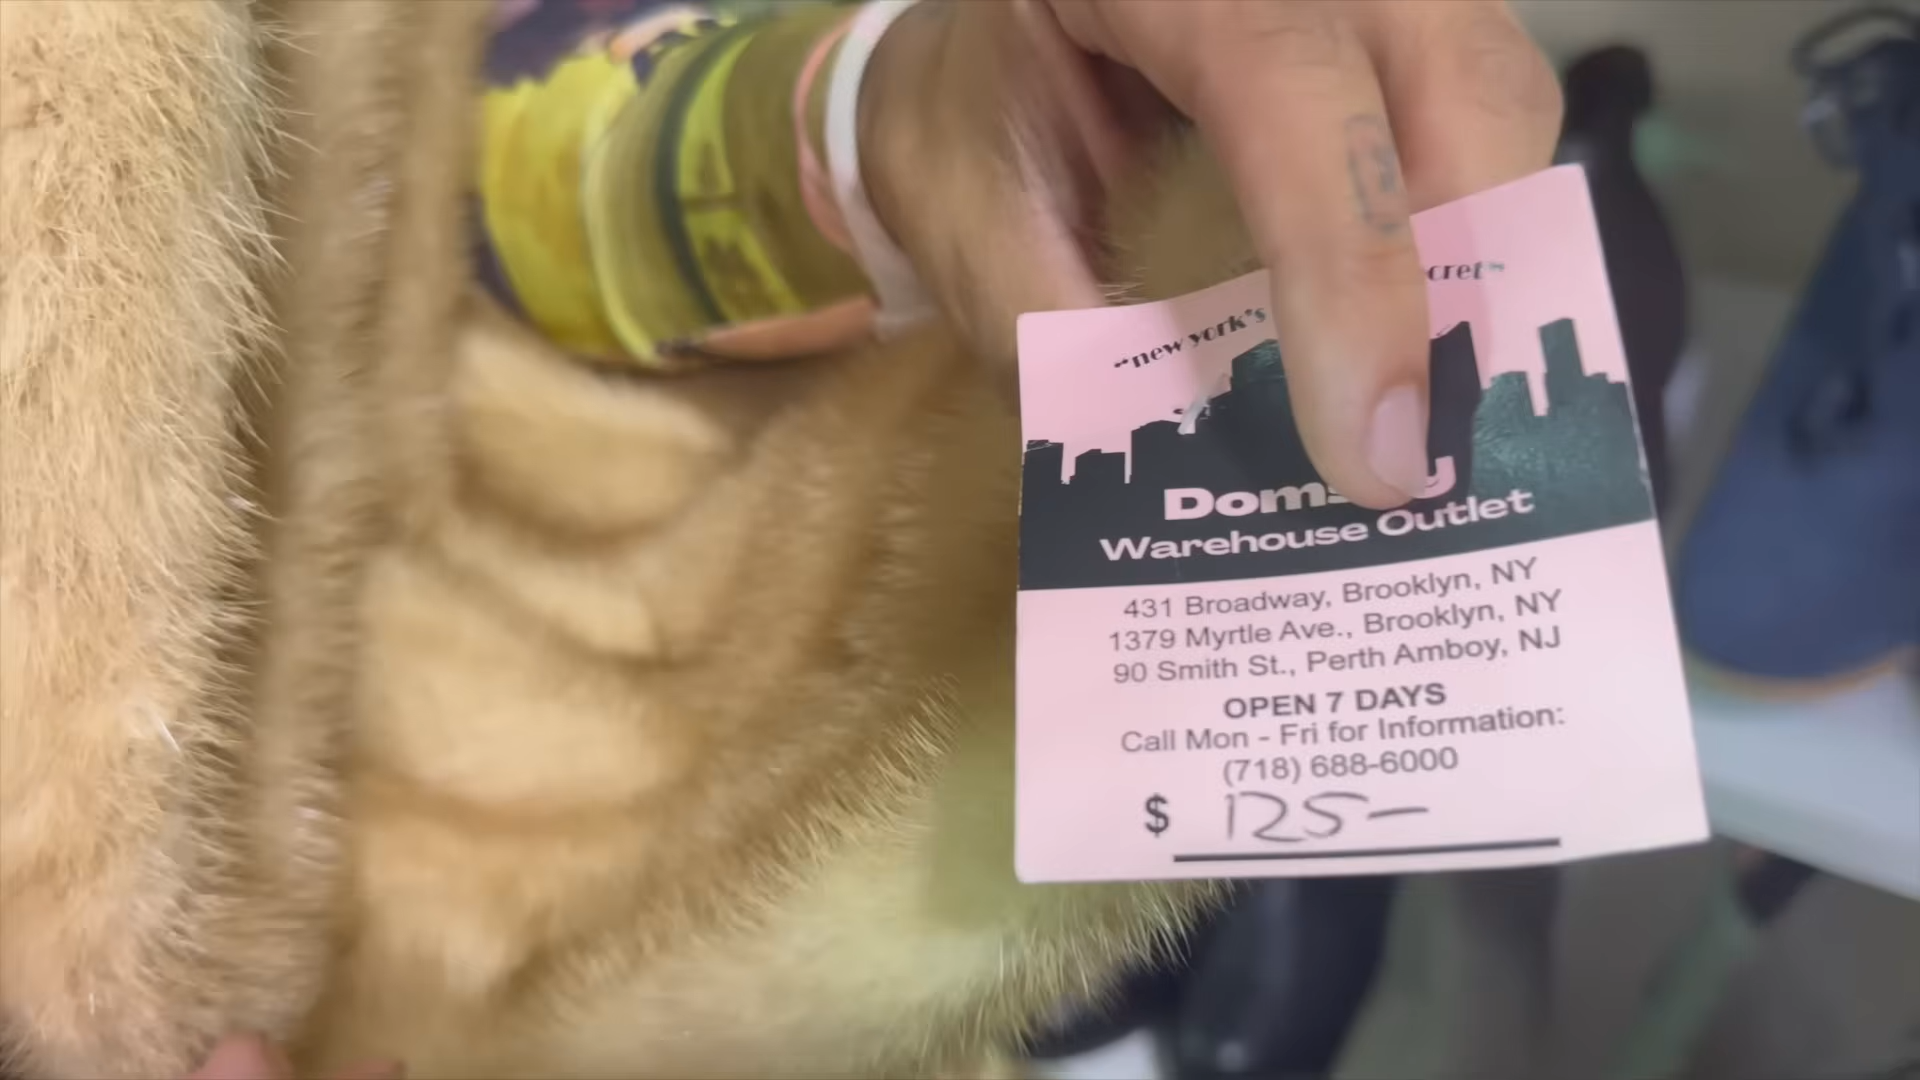 "new york's
cret"
Warehouse Outlet
431 Broadway, Brooklyn, NY
1379 Myrtle Ave., Brooklyn, NY
90 Smith St., Perth Amboy, NJ
OPEN 7 DAYS
Call Mon - Fri for Information:
(718) 688-6000
$ 125-